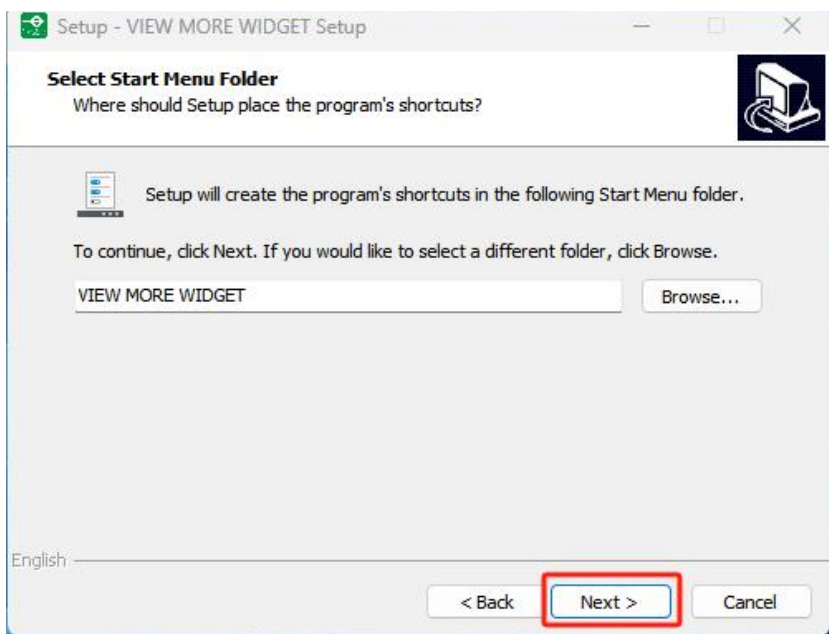 Setup - VIEW MORE WIDGET Setup
Select Start Menu Folder
Where should Setup place the program's shortcuts?
Setup will create the program's shortcuts in the following Start Menu folder.
To continue, click Next. If you would like to select a different folder, click Browse.
VIEW MORE WIDGET
Browse...
English
< Back
Next >
Cancel